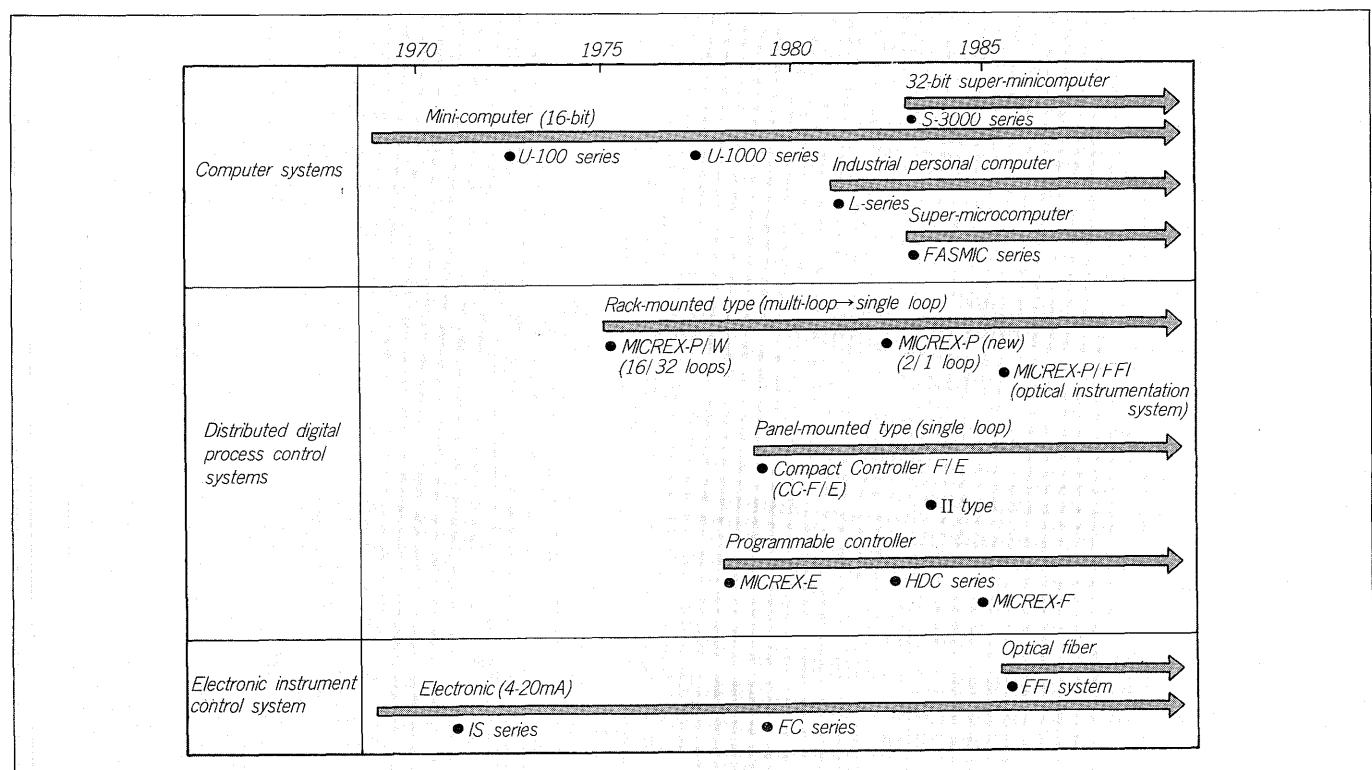 1970 1975 1980 1985
Computer systems
32-bit super-minicomputer
S-3000 series
Mini-computer (16-bit)
U-100 series
U-1000 series
Industrial personal computer
L-series
Super-microcomputer
FASMIC series
Distributed digital
process control
systems
Rack-mounted type (multi-loop→single loop)
MICREX-P/W
(16/32 loops)
MICREX-P (new)
(2/1 loop)
MICREX-P/FFI
(optical instrumentation
system)
Panel-mounted type (single loop)
Compact Controller F/E
(CC-F/E)
II type
Programmable controller
MICREX-E
HDC series
MICREX-F
Electronic instrument
control system
Optical fiber
FFI system
Electronic (4-20mA)
IS series
FC series